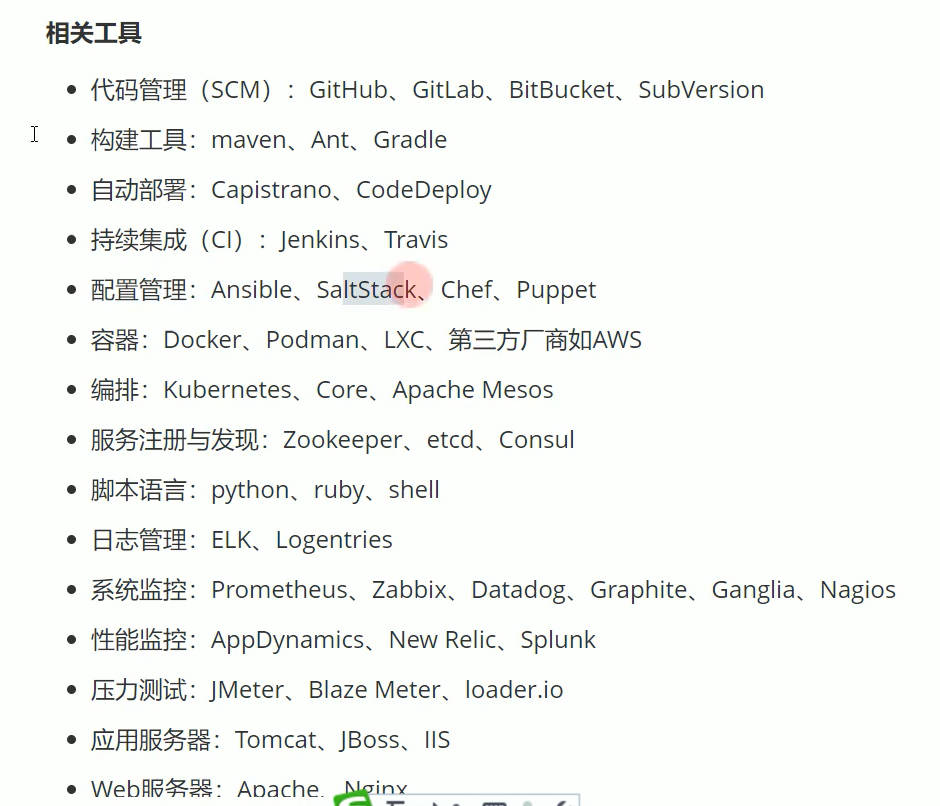 相关工具
代码管理（SCM）：GitHub、GitLab、BitBucket、SubVersion
构建工具：maven、Ant、Gradle
自动部署：Capistrano、CodeDeploy
持续集成（CI）：Jenkins、Travis
配置管理：Ansible、SaltStack、Chef、Puppet
容器：Docker、Podman、LXC、第三方厂商如AWS
编排：Kubernetes、Core、Apache Mesos
服务注册与发现：Zookeeper、etcd、Consul
脚本语言：python、ruby、shell
日志管理：ELK、Logentries
系统监控：Prometheus、Zabbix、Datadog、Graphite、Ganglia、Nagios
性能监控：AppDynamics、New Relic、Splunk
压力测试：JMeter、Blaze Meter、loader.io
应用服务器：Tomcat、JBoss、IIS
Web服务器：Apache、Nginx